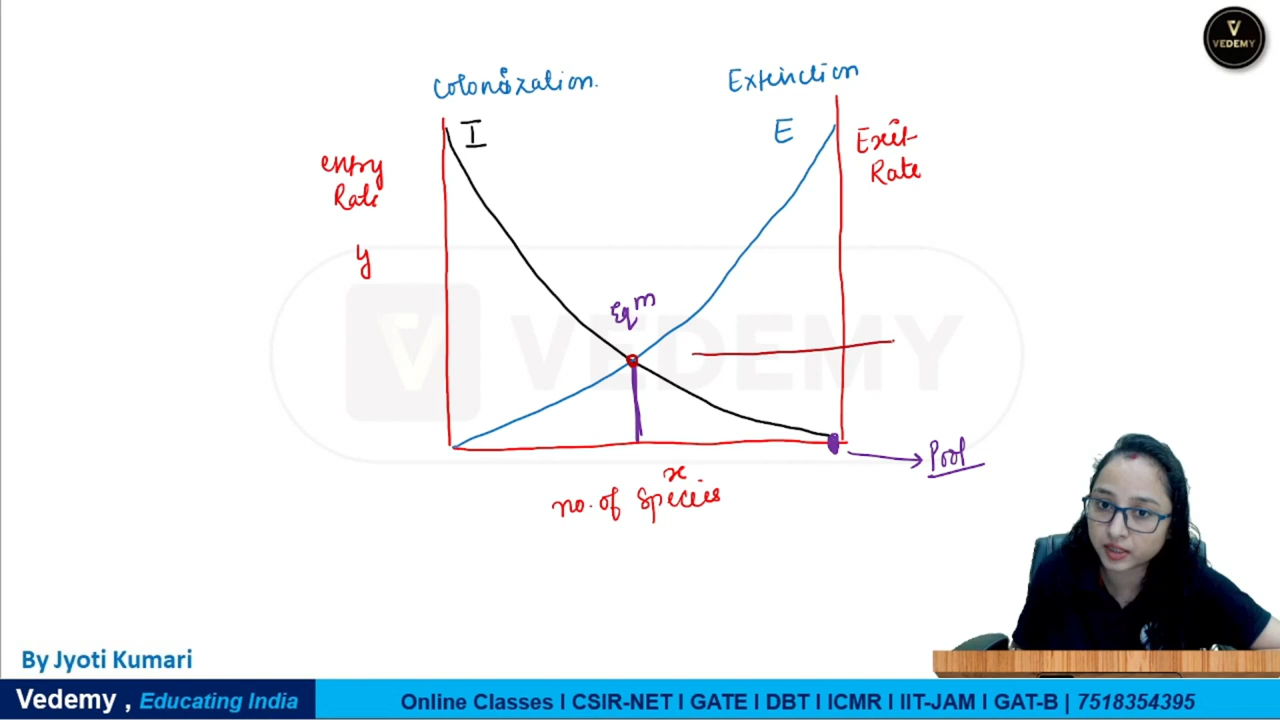 VEDEMY
Colonization.
Extinction
I
E
Entry
Rate
Exit
Rate
y
Eqm
VEDEMY
Pool
x
no. of Species
By Jyoti Kumari
Vedemy , Educating India
Online Classes I CSIR-NET I GATE I DBT I ICMR I IIT-JAM I GAT-B | 7518354395